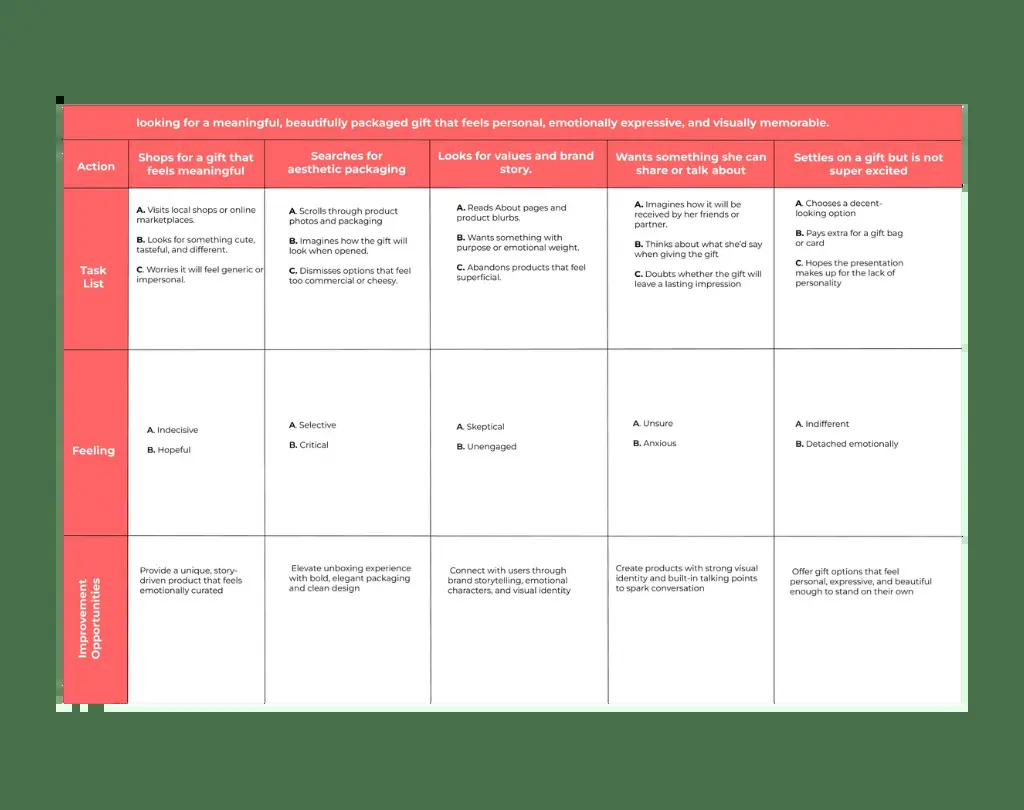 looking for a meaningful, beautifully packaged gift that feels personal, emotionally expressive, and visually memorable.
Action
Shops for a gift that
feels meaningful
Searches for
aesthetic packaging
Looks for values and brand
story.
Wants something she can
share or talk about
Settles on a gift but is not
super excited
Task
List
A. Visits local shops or online
marketplaces.
B. Looks for something cute,
tasteful, and different.
C. Worries it will feel generic or
impersonal.
A. Scrolls through product
photos and packaging
B. Imagines how the gift will
look when opened.
C. Dismisses options that feel
too commercial or cheesy.
A. Reads About pages and
product blurbs.
B. Wants something with
purpose or emotional weight.
C. Abandons products that feel
superficial.
A. Imagines how it will be
received by her friends or
partner.
B. Thinks about what she'd say
when giving the gift
C. Doubts whether the gift will
leave a lasting impression
A. Chooses a decent-
looking option
B. Pays extra for a gift bag
or card
C. Hopes the presentation
makes up for the lack of
personality
Feeling
A. Indecisive
B. Hopeful
A. Selective
B. Critical
A. Skeptical
B. Unengaged
A. Unsure
B. Anxious
A. Indifferent
B. Detached emotionally
Improvement
Opportunities
Provide a unique, story-
driven product that feels
emotionally curated
Elevate unboxing experience
with bold, elegant packaging
and clean design
Connect with users through
brand storytelling, emotional
characters, and visual identity
Create products with strong visual
identity and built-in talking points
to spark conversation
Offer gift options that feel
personal, expressive, and beautiful
enough to stand on their own